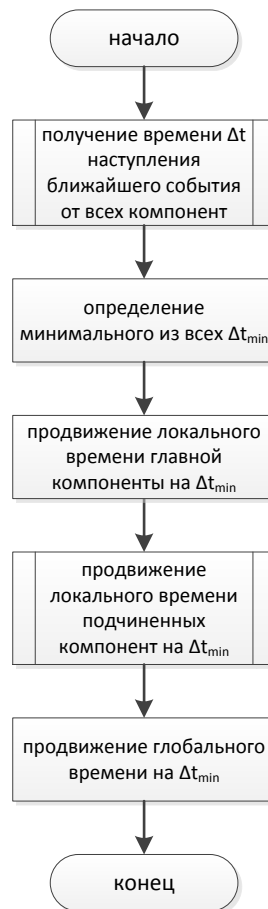 начало
получение времени Δt
наступления
ближайшего события
от всех компонент
определение
минимального из всех Δtmin
продвижение локального
времени главной
компоненты на Δtmin
продвижение
локального времени
подчиненных
компонент на Δtmin
продвижение глобального
времени на Δtmin
конец